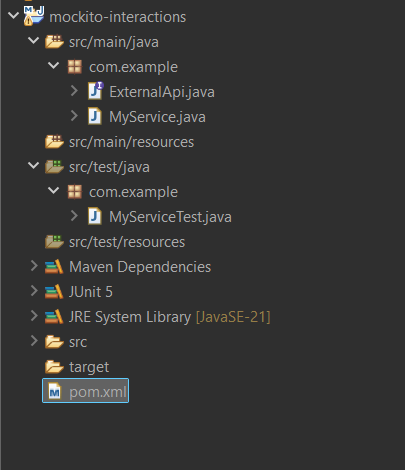 mockito-interactions
src/main/java
com.example
ExternalApi.java
MyService.java
src/main/resources
src/test/java
com.example
MyServiceTest.java
src/test/resources
Maven Dependencies
JUnit 5
JRE System Library [JavaSE-21]
src
target
pom.xml